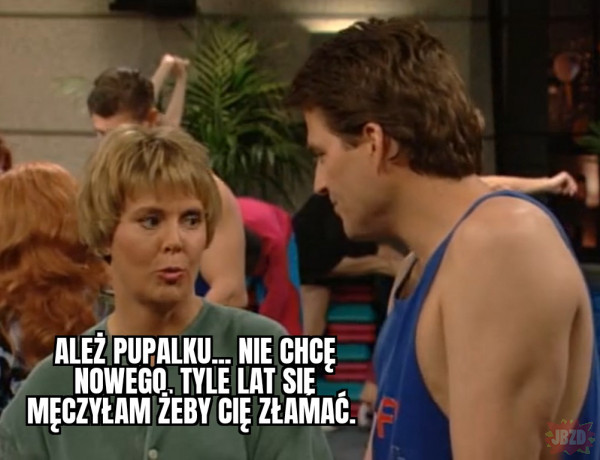 ALEŻ PUPALKU... NIE CHCĘ
NOWEGO, TYLE LAT SIĘ
MĘCZYŁAM ŻEBY CIĘ ZŁAMAĆ.
JBZD